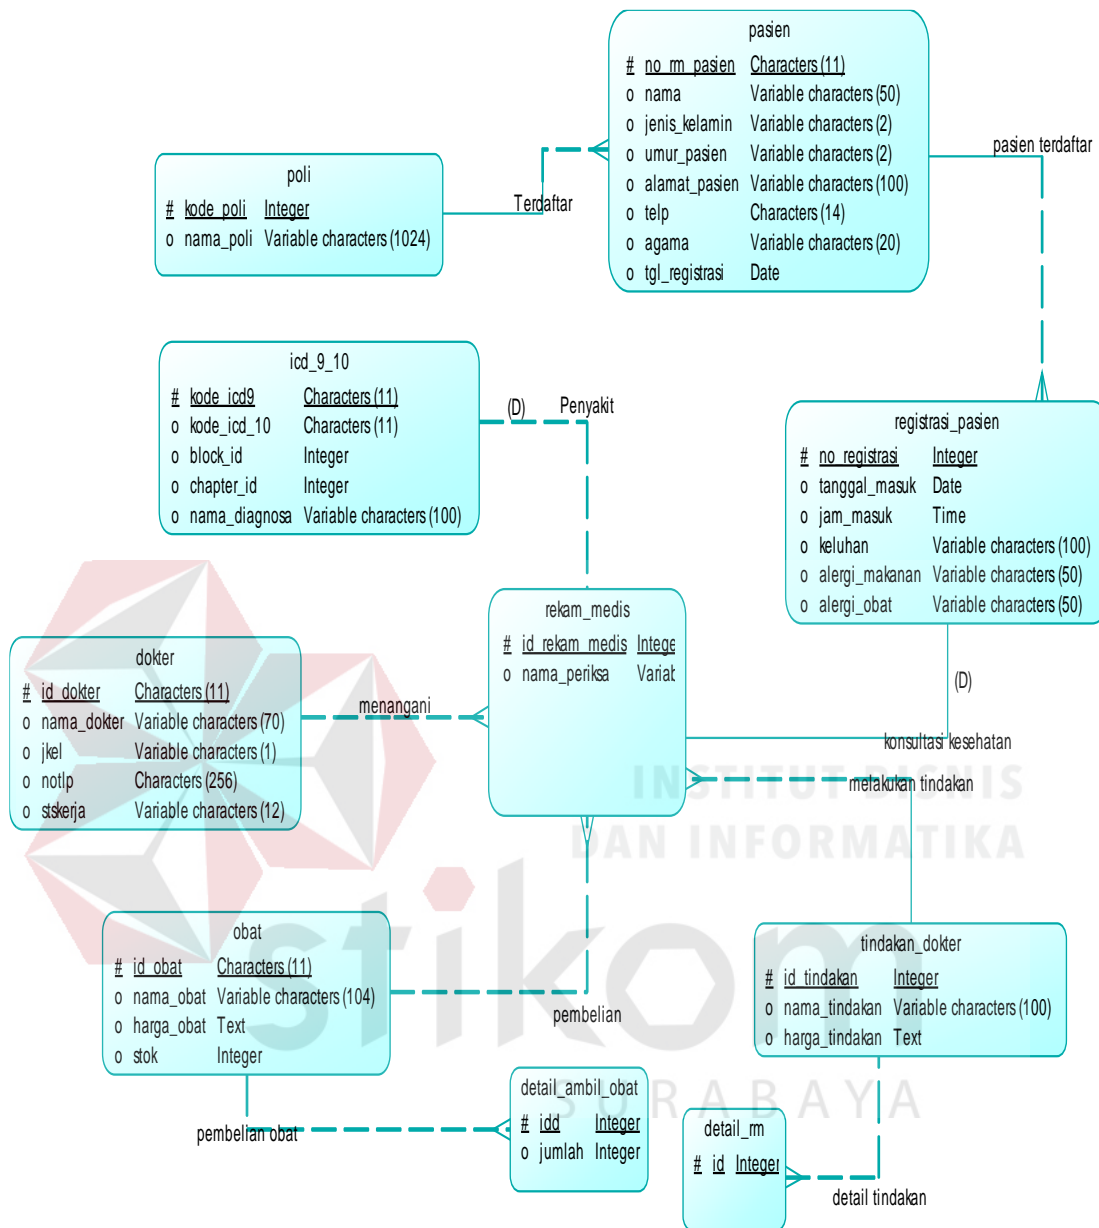 pasien
# no_rm_pasien Characters (11)
o nama Variable characters (50)
o jenis_kelamin Variable characters (2)
o umur_pasien Variable characters (2)
o alamat_pasien Variable characters (100)
o telp Characters (14)
o agama Variable characters (20)
o tgl_registrasi Date
pasien terdaftar
poli
# kode_poli Integer
o nama_poli Variable characters (1024)
Terdaftar
icd_9_10
# kode_icd9 Characters (11)
o kode_icd_10 Characters (11)
o block_id Integer
o chapter_id Integer
o nama_diagnosa Variable characters (100)
(D) Penyakit
registrasi_pasien
# no_registrasi Integer
o tanggal_masuk Date
o jam_masuk Time
o keluhan Variable characters (100)
o alergi_makanan Variable characters (50)
o alergi_obat Variable characters (50)
rekam_medis
# id_rekam_medis Intege
o nama_periksa Variab
dokter
# id_dokter Characters (11)
o nama_dokter Variable characters (70)
o jkel Variable characters (1)
o notlp Characters (256)
o stskerja Variable characters (12)
menangani
(D)
konsultasi kesehatan
melakukan tindakan
INSTITUT BISNIS
DAN INFORMATIKA
stikom
SURABAYA
obat
# id_obat Characters (11)
o nama_obat Variable characters (104)
o harga_obat Text
o stok Integer
pembelian
tindakan_dokter
# id_tindakan Integer
o nama_tindakan Variable characters (100)
o harga_tindakan Text
detail_ambil_obat
# idd Integer
o jumlah Integer
pembelian obat
detail_rm
# id Integer
detail tindakan